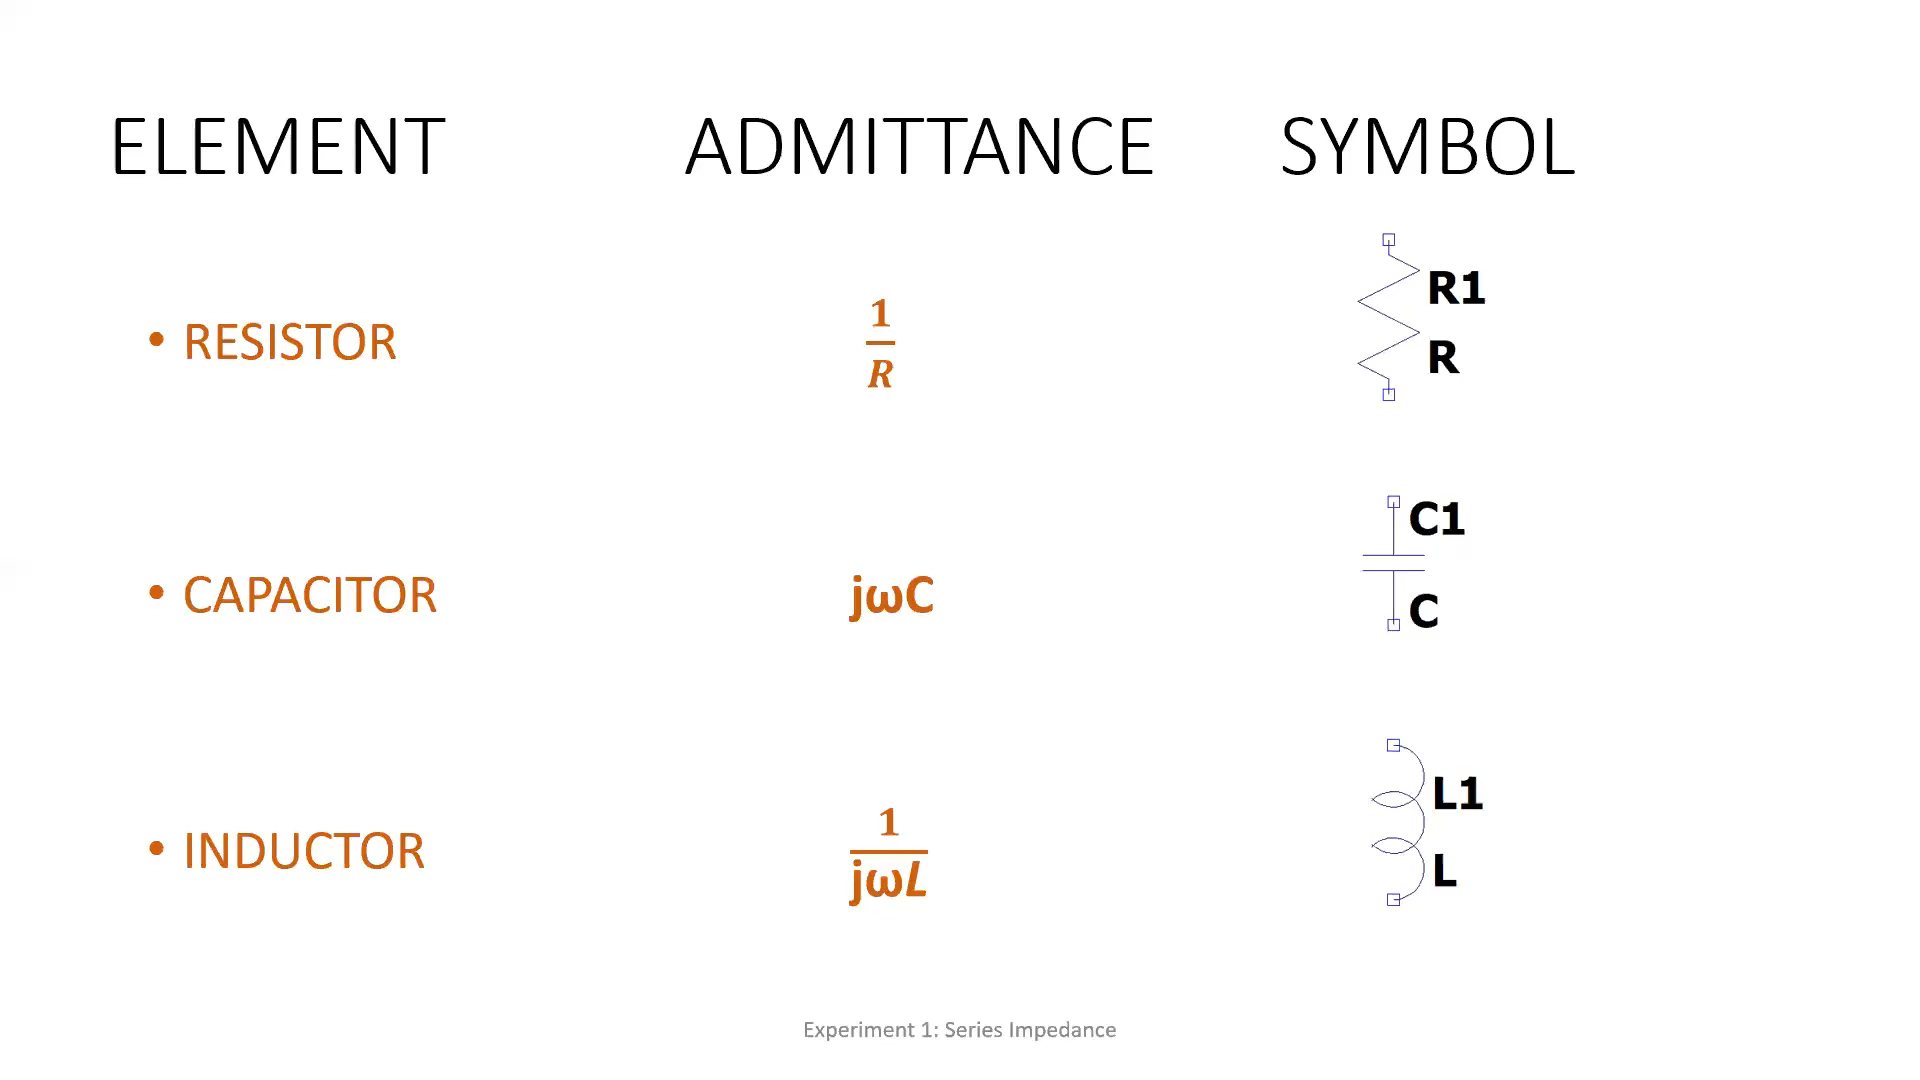 ELEMENT ADMITTANCE SYMBOL
• RESISTOR 1/R R1 R
• CAPACITOR jωC C1 C
• INDUCTOR 1/jωL L1 L
Experiment 1: Series Impedance